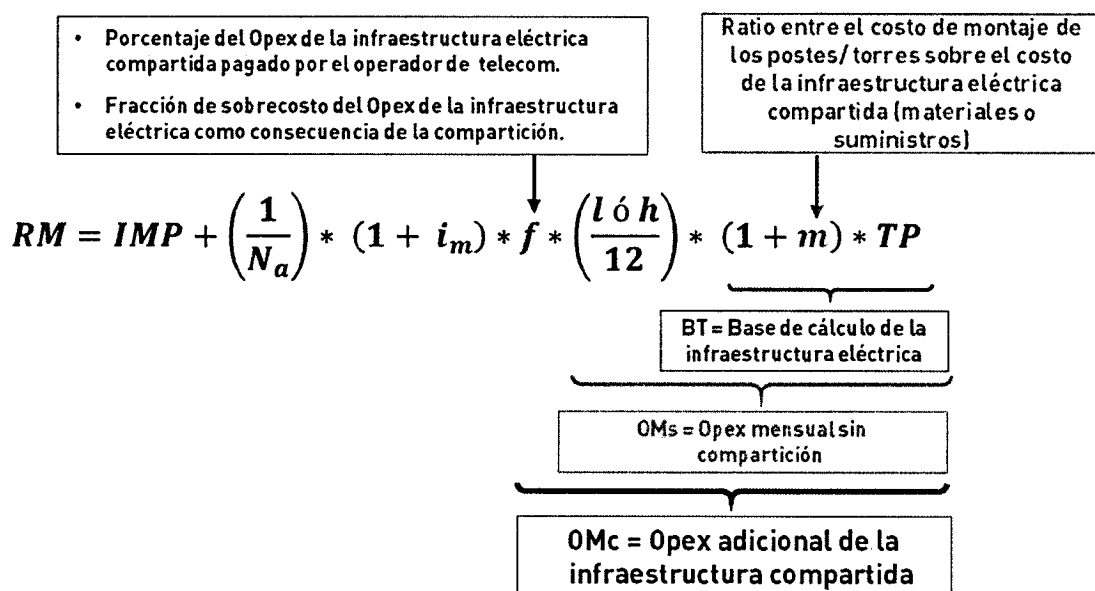 • Porcentaje del Opex de la infraestructura eléctrica
compartida pagado por el operador de telecom.
• Fracción de sobrecosto del Opex de la infraestructura
eléctrica como consecuencia de la compartición.
Ratio entre el costo de montaje de
los postes/ torres sobre el costo
de la infraestructura eléctrica
compartida (materiales o
suministros)
RM = IMP + (1/N_a) * (1 + i_m) * f * (l ó h/12) * (1 + m) * TP
BT = Base de cálculo de la
infraestructura eléctrica
OMs = Opex mensual sin
compartición
OMc = Opex adicional de la
infraestructura compartida